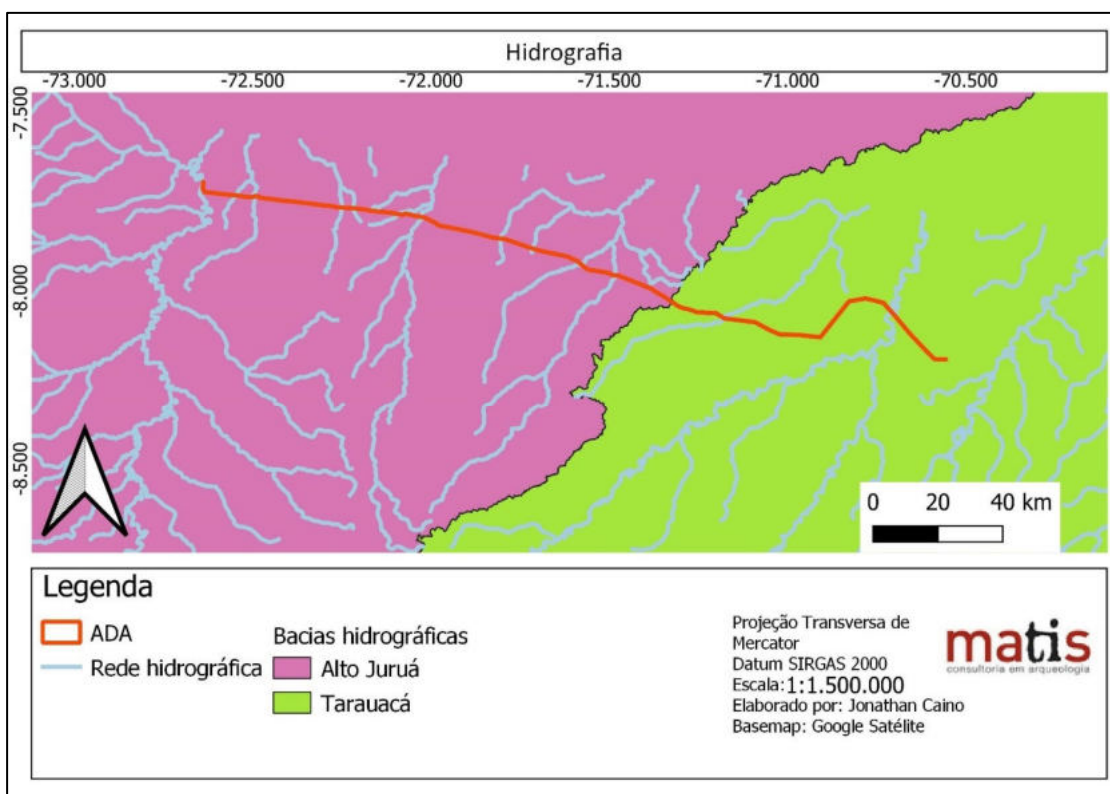 Hidrografia
-73.000 -72.500 -72.000 -71.500 -71.000 -70.500
-7.500
-8.000
-8.500
0 20 40 km
Legenda
ADA
Rede hidrográfica
Bacias hidrográficas
Alto Juruá
Tarauacá
Projeção Transversa de
Mercator
Datum SIRGAS 2000
Escala:1:1.500.000
Elaborado por: Jonathan Caino
Basemap: Google Satélite
matis
consultoria em arqueologia